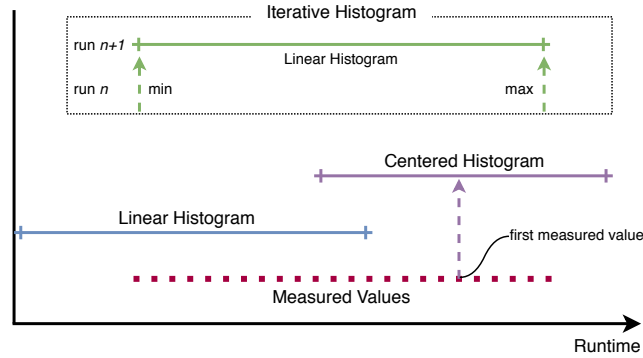 Iterative Histogram
run n+1
Linear Histogram
run n
min
max
Centered Histogram
Linear Histogram
first measured value
Measured Values
Runtime